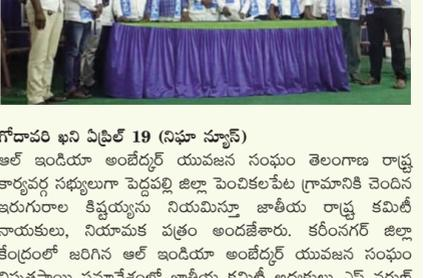 గోదావరి ఖని ఏప్రిల్ 19 (నిఘా న్యూస్)
ఆల్ ఇండియా అంబేద్కర్ యువజన సంఘం తెలంగాణ రాష్ట్ర
కార్యవర్గ సభ్యులుగా పెద్దపల్లి జిల్లా పెంచికలపేట గ్రామానికి చెందిన
ఇరుగురాల కిష్టయ్యను నియమిస్తూ జాతీయ రాష్ట్ర కమిటీ
నాయకులు, నియామక పత్రం అందజేశారు. కరీంనగర్ జిల్లా
కేంద్రంలో జరిగిన ఆల్ ఇండియా అంబేద్కర్ యువజన సంఘం